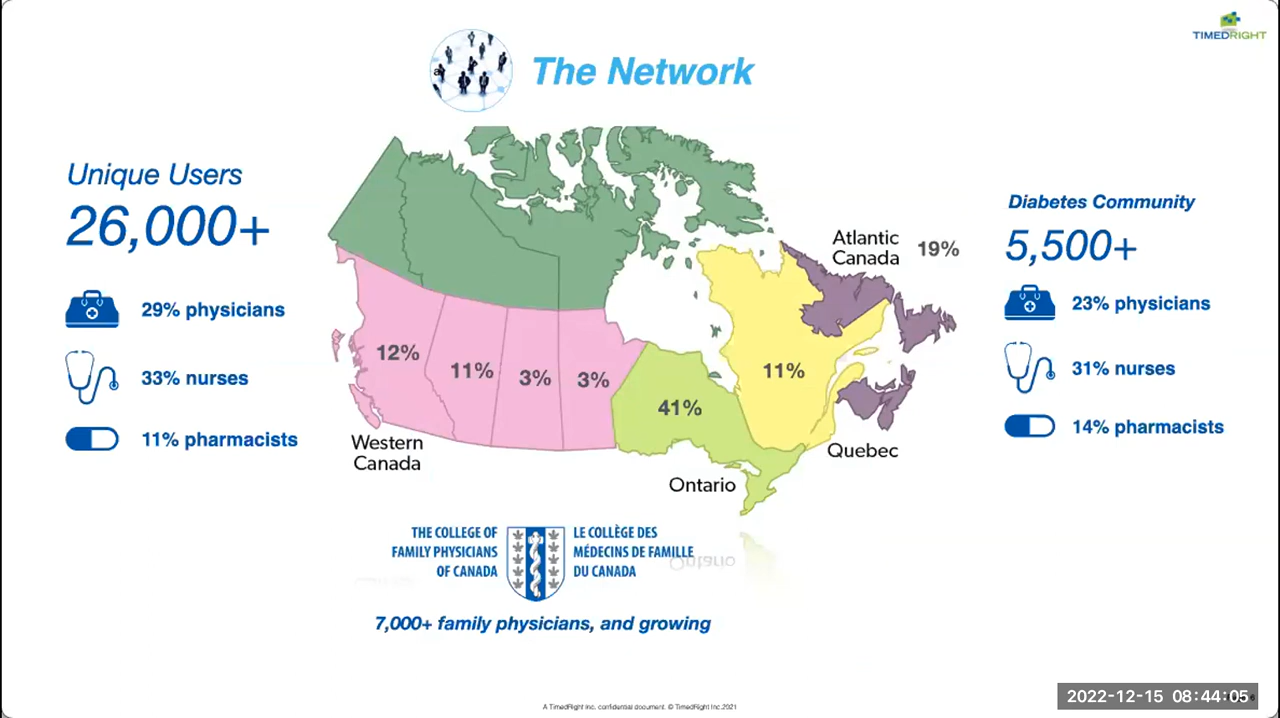 TIMEDRIGHT
The Network
Unique Users
26,000+
29% physicians
33% nurses
11% pharmacists
12%
11%
3%
3%
41%
11%
Atlantic
Canada
19%
Western
Canada
Ontario
Quebec
Diabetes Community
5,500+
23% physicians
31% nurses
14% pharmacists
THE COLLEGE OF
FAMILY PHYSICIANS
OF CANADA
LE COLLÈGE DES
MÉDECINS DE FAMILLE
DU CANADA
Ontario
7,000+ family physicians, and growing
A TimedRight Inc. confidential document. © TimedRight Inc.2021
2022-12-15 08:44:05